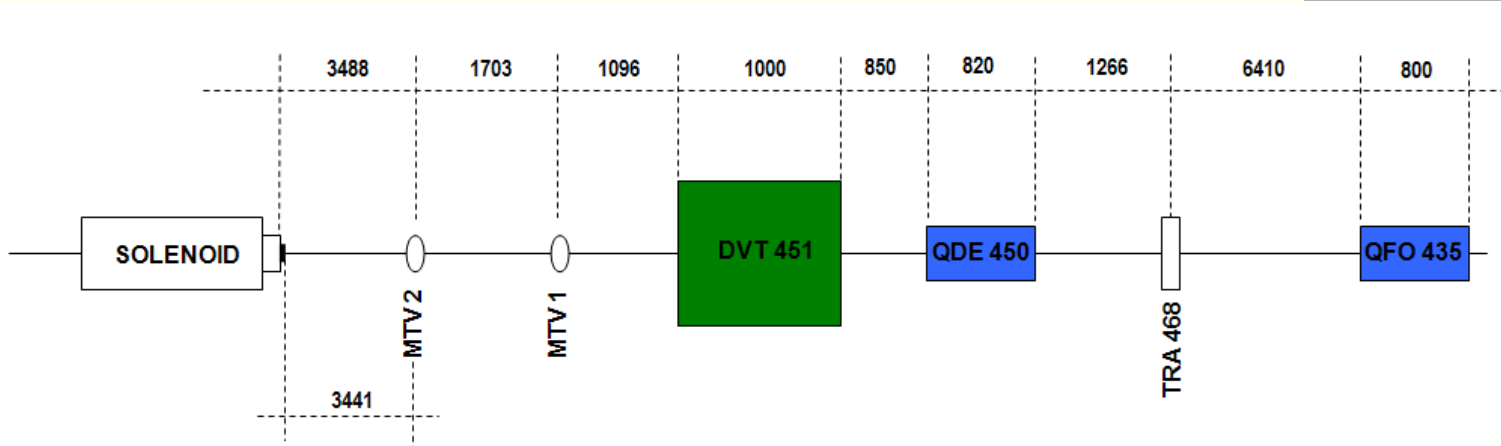 3488 1703 1096 1000 850 820 1266 6410 800
SOLENOID DVT 451 QDE 450 QFO 435
MTV 2
MTV 1
TRA 468
3441